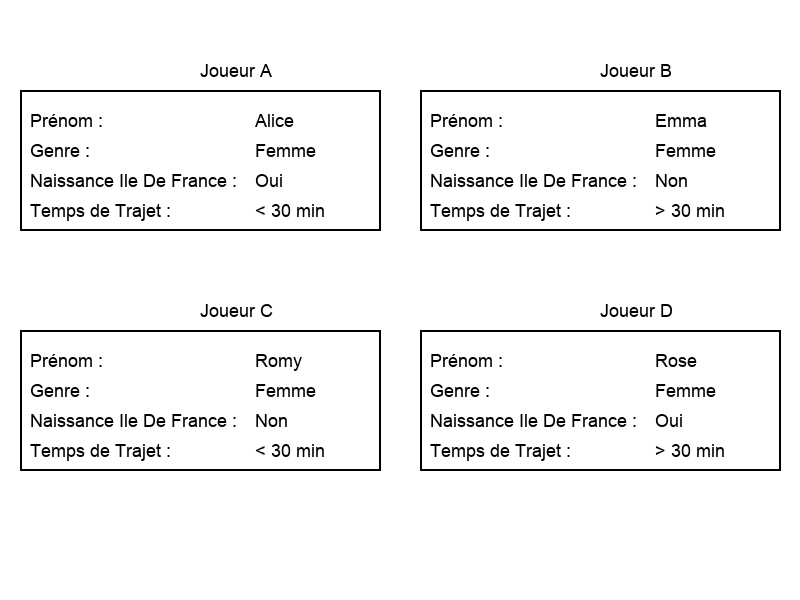 Joueur A
Prénom : Alice
Genre : Femme
Naissance Ile De France : Oui
Temps de Trajet : < 30 min
Joueur B
Prénom : Emma
Genre : Femme
Naissance Ile De France : Non
Temps de Trajet : > 30 min
Joueur C
Prénom : Romy
Genre : Femme
Naissance Ile De France : Non
Temps de Trajet : < 30 min
Joueur D
Prénom : Rose
Genre : Femme
Naissance Ile De France : Oui
Temps de Trajet : > 30 min